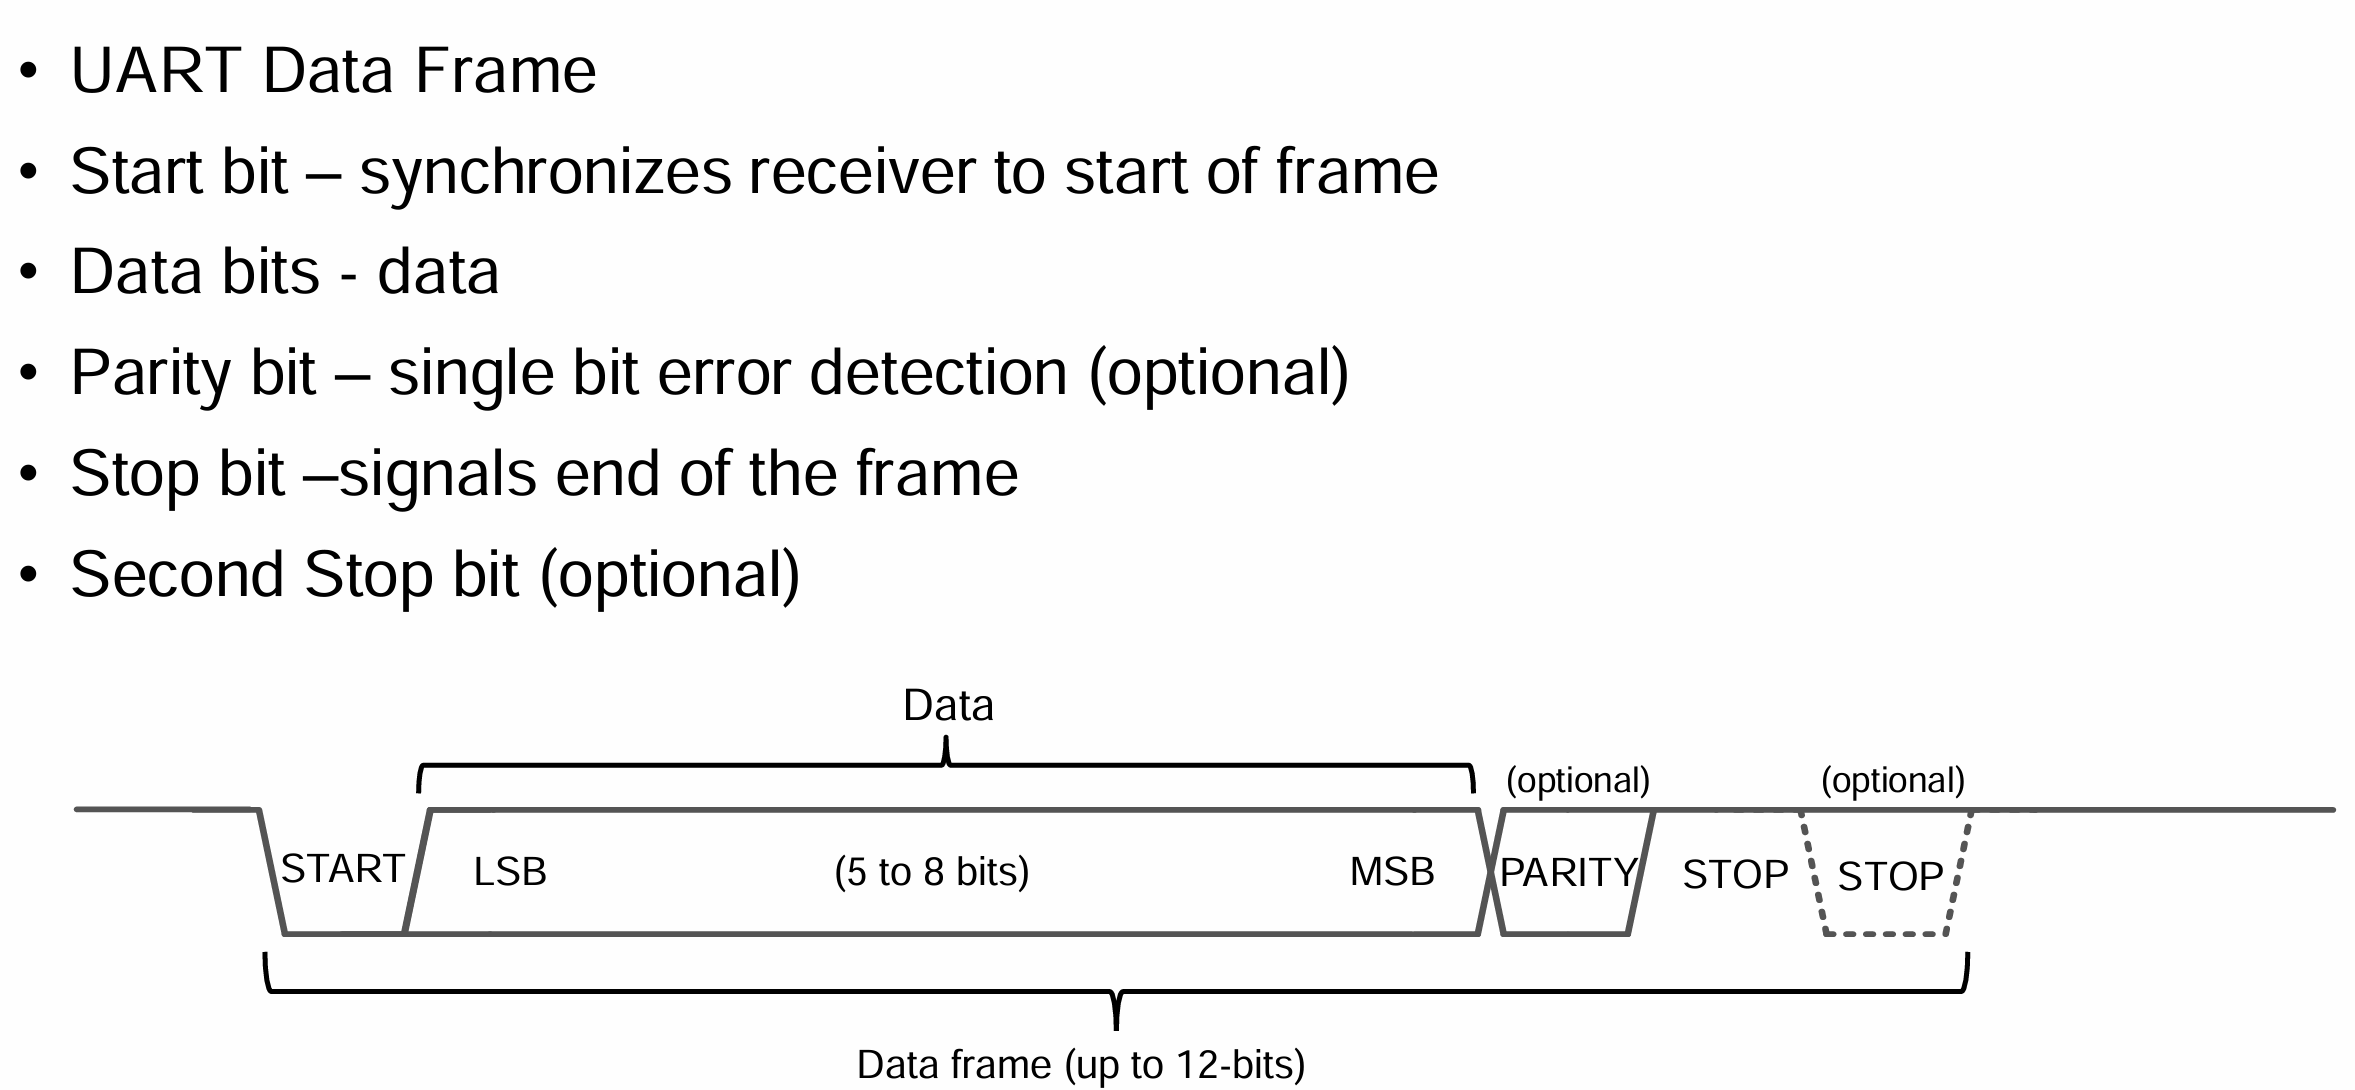 • UART Data Frame
• Start bit – synchronizes receiver to start of frame
• Data bits - data
• Parity bit – single bit error detection (optional)
• Stop bit –signals end of the frame
• Second Stop bit (optional)
Data
(optional) (optional)
START LSB (5 to 8 bits) MSB PARITY STOP STOP
Data frame (up to 12-bits)